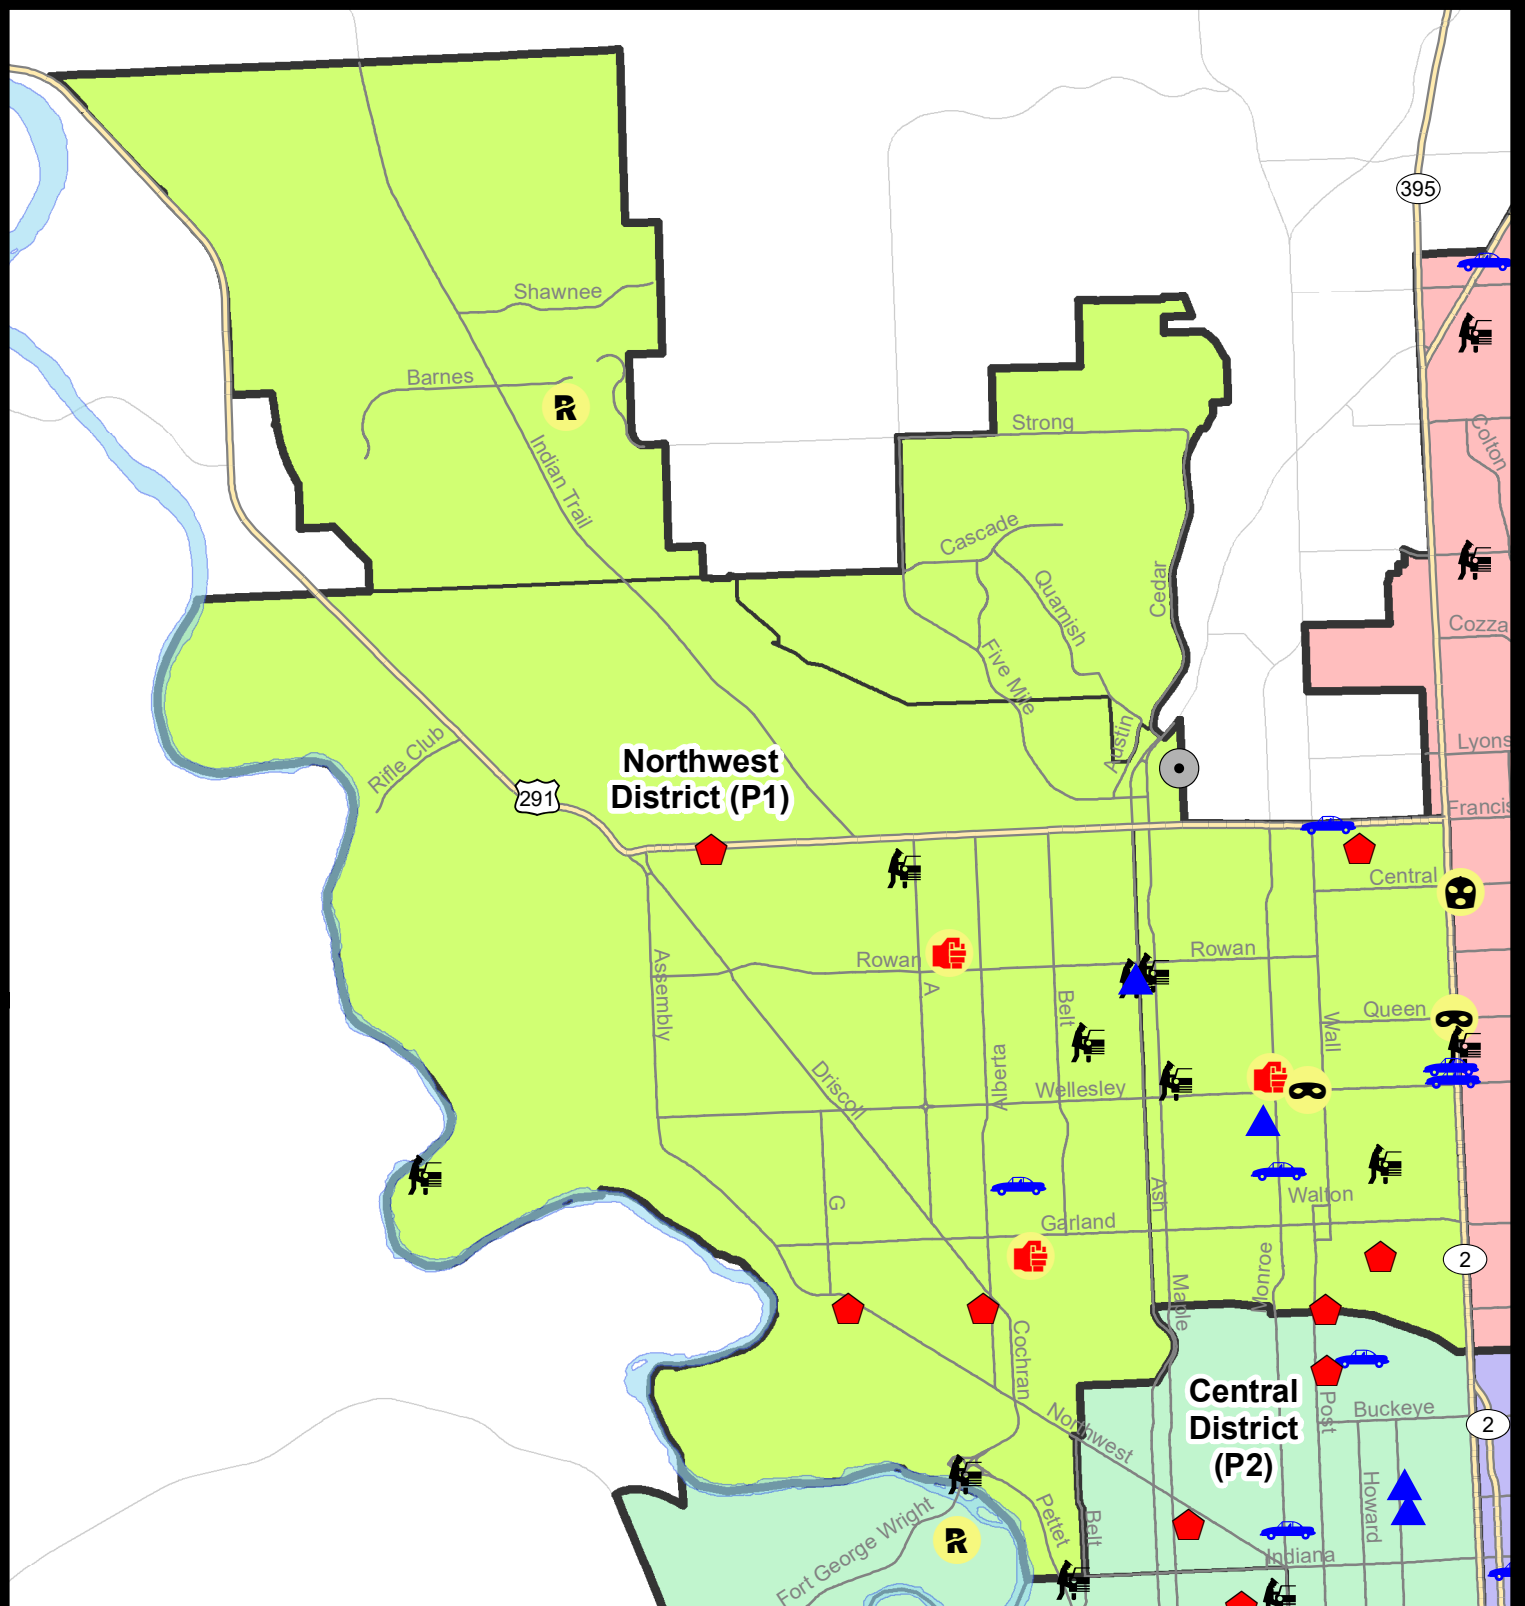 395
Shawnee
Barnes
Indian Trail
Strong
Colton
Cascade
Quamish
Cedar
Five Mile
Cozza
Austin
Lyons
Rifle Club
Northwest
District (P1)
291
Francis
Central
Rowan
Rowan
Assembly
A
Belt
Queen
Wall
Driscoll
Alberta
Wellesley
G
Ash
Walton
Garland
Monroe
2
Maple
Cochran
Central
District
(P2)
Post
Buckeye
2
Northwest
Howard
Fort George Wright
Pettet
Belt
Indiana
R
R